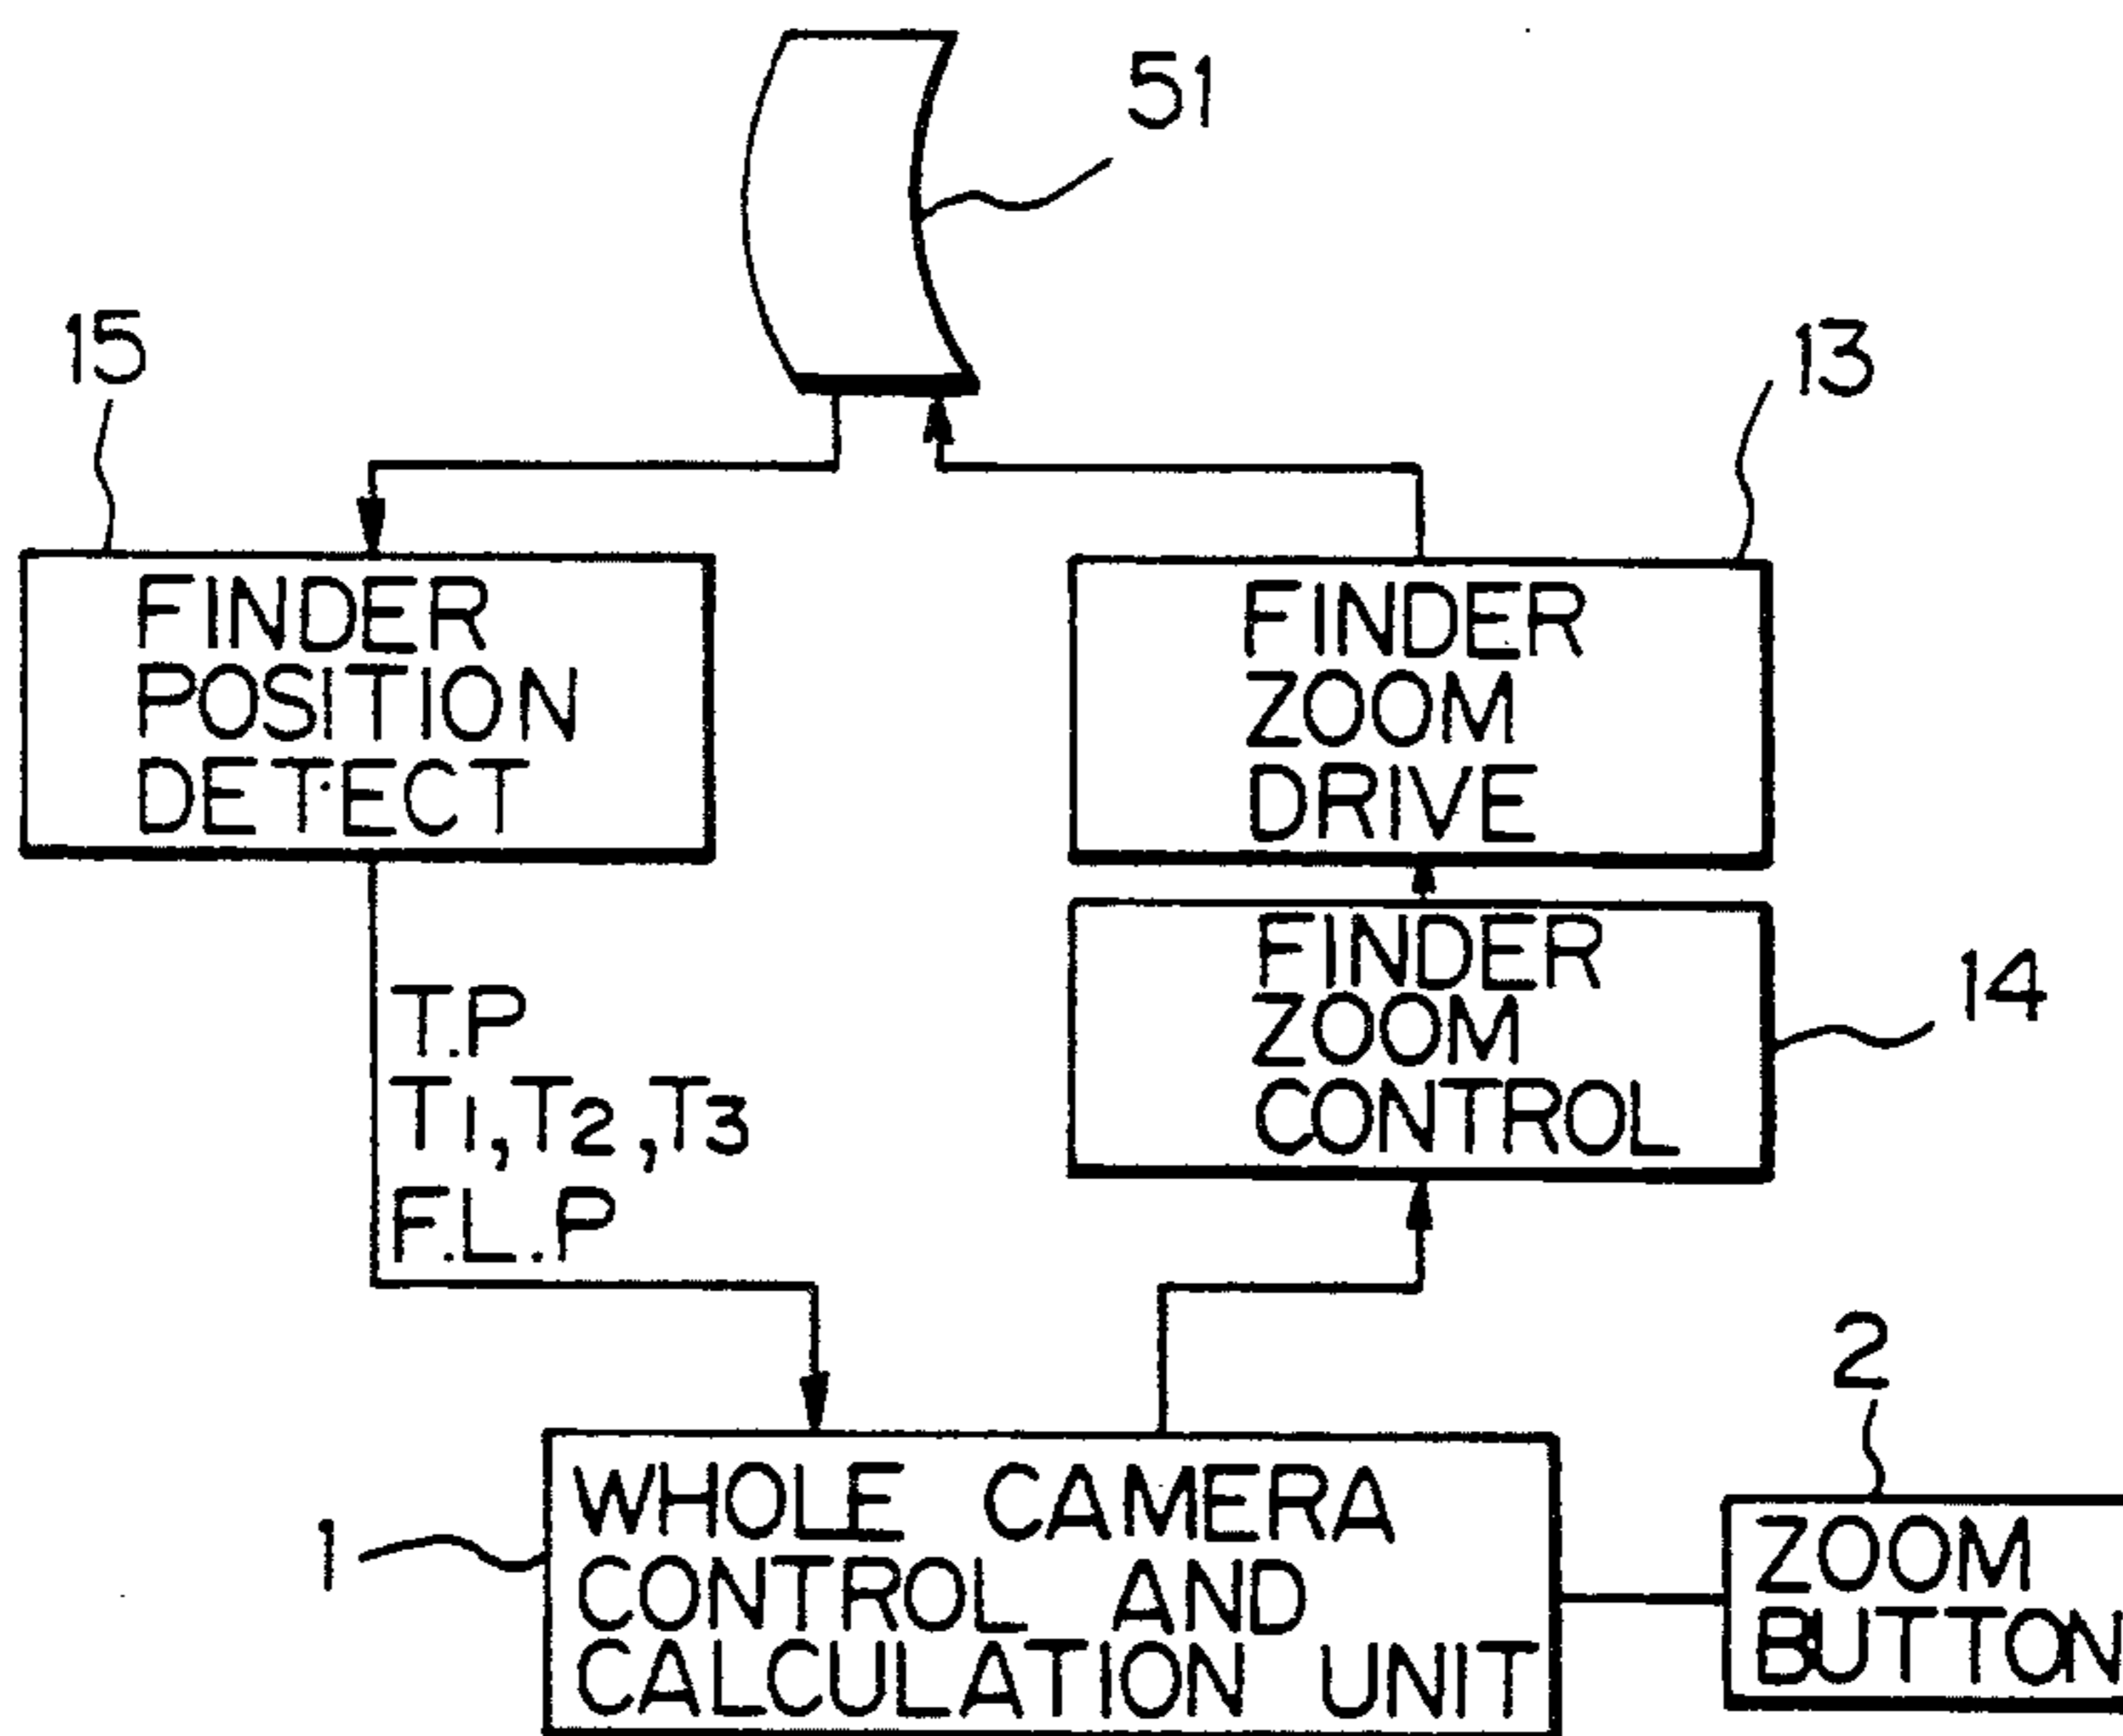 51
15
13
FINDER
POSITION
DETECT
FINDER
ZOOM
DRIVE
FINDER
ZOOM
CONTROL
14
T.P
T1,T2,T3
F.L.P
2
1
WHOLE CAMERA
CONTROL AND
CALCULATION UNIT
ZOOM
BUTTON